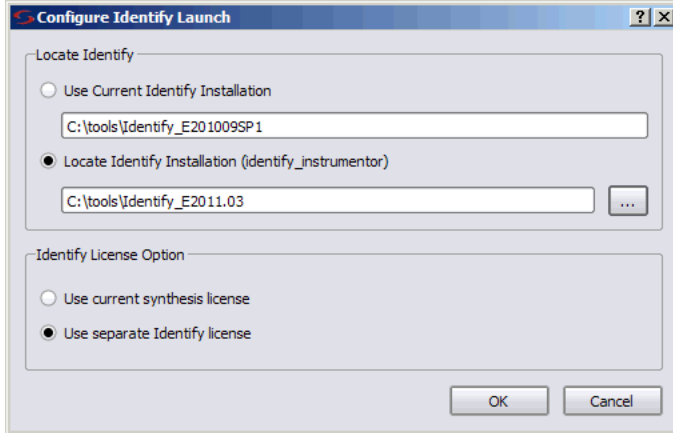 Configure Identify Launch
Locate Identify
Use Current Identify Installation
C:\tools\Identify_E201009SP1
Locate Identify Installation (identify_instrumentor)
C:\tools\Identify_E2011.03
...
Identify License Option
Use current synthesis license
Use separate Identify license
OK
Cancel